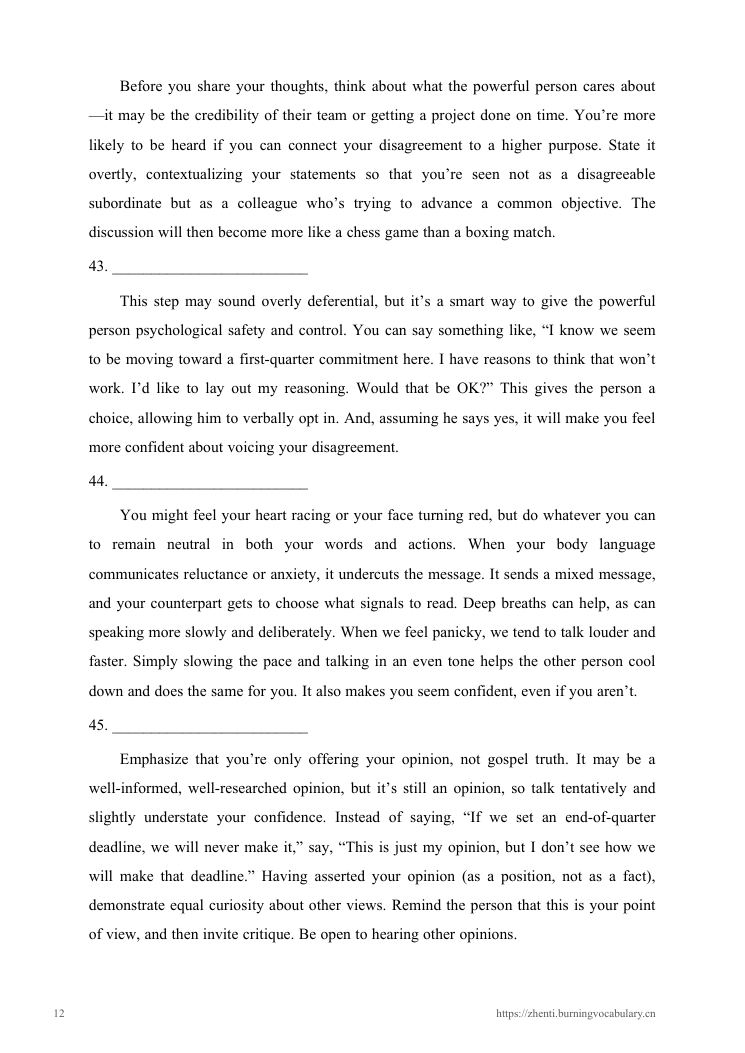 Before you share your thoughts, think about what the powerful person cares about
—it may be the credibility of their team or getting a project done on time. You’re more
likely to be heard if you can connect your disagreement to a higher purpose. State it
overtly, contextualizing your statements so that you’re seen not as a disagreeable
subordinate but as a colleague who’s trying to advance a common objective. The
discussion will then become more like a chess game than a boxing match.
43. _________________________
This step may sound overly deferential, but it’s a smart way to give the powerful
person psychological safety and control. You can say something like, “I know we seem
to be moving toward a first-quarter commitment here. I have reasons to think that won’t
work. I’d like to lay out my reasoning. Would that be OK?” This gives the person a
choice, allowing him to verbally opt in. And, assuming he says yes, it will make you feel
more confident about voicing your disagreement.
44. _________________________
You might feel your heart racing or your face turning red, but do whatever you can
to remain neutral in both your words and actions. When your body language
communicates reluctance or anxiety, it undercuts the message. It sends a mixed message,
and your counterpart gets to choose what signals to read. Deep breaths can help, as can
speaking more slowly and deliberately. When we feel panicky, we tend to talk louder and
faster. Simply slowing the pace and talking in an even tone helps the other person cool
down and does the same for you. It also makes you seem confident, even if you aren’t.
45. _________________________
Emphasize that you’re only offering your opinion, not gospel truth. It may be a
well-informed, well-researched opinion, but it’s still an opinion, so talk tentatively and
slightly understate your confidence. Instead of saying, “If we set an end-of-quarter
deadline, we will never make it,” say, “This is just my opinion, but I don’t see how we
will make that deadline.” Having asserted your opinion (as a position, not as a fact),
demonstrate equal curiosity about other views. Remind the person that this is your point
of view, and then invite critique. Be open to hearing other opinions.
12
https://zhenti.burningvocabulary.cn